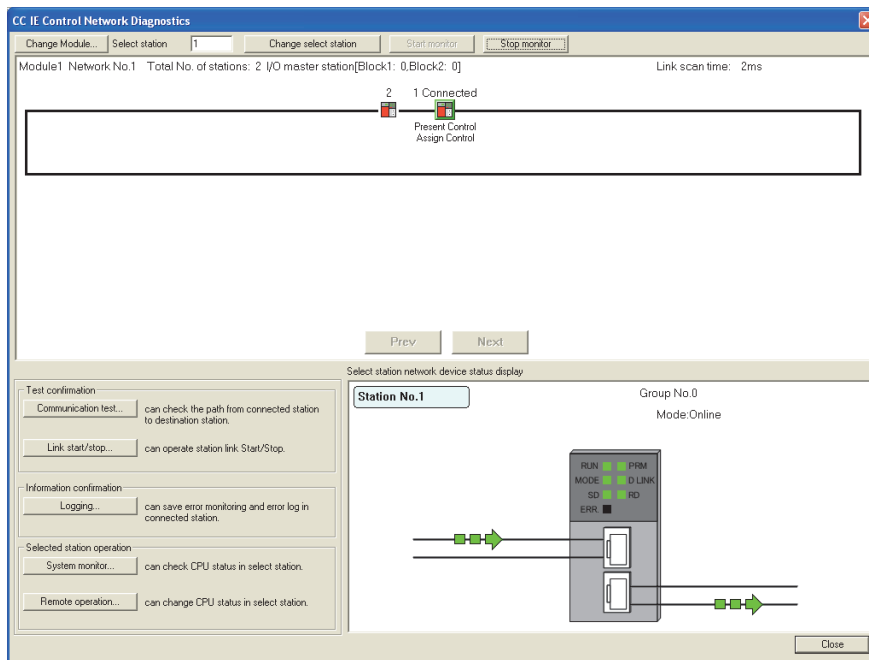 CC IE Control Network Diagnostics
Change Module... Select station 1 Change select station Start monitor Stop monitor
Module1 Network No.1 Total No. of stations: 2 I/O master station[Block1: 0,Block2: 0] Link scan time: 2ms
2 1 Connected
Present Control
Assign Control
Prev Next
Select station network device status display
Test confirmation
Communication test... can check the path from connected station
to destination station.
Link start/stop... can operate station link Start/Stop.
Information confirmation
Logging... can save error monitoring and error log in
connected station.
Selected station operation
System monitor... can check CPU status in select station.
Remote operation... can change CPU status in select station.
Station No.1 Group No.0
Mode:Online
RUN PRM
MODE D LINK
SD RD
ERR.
Close